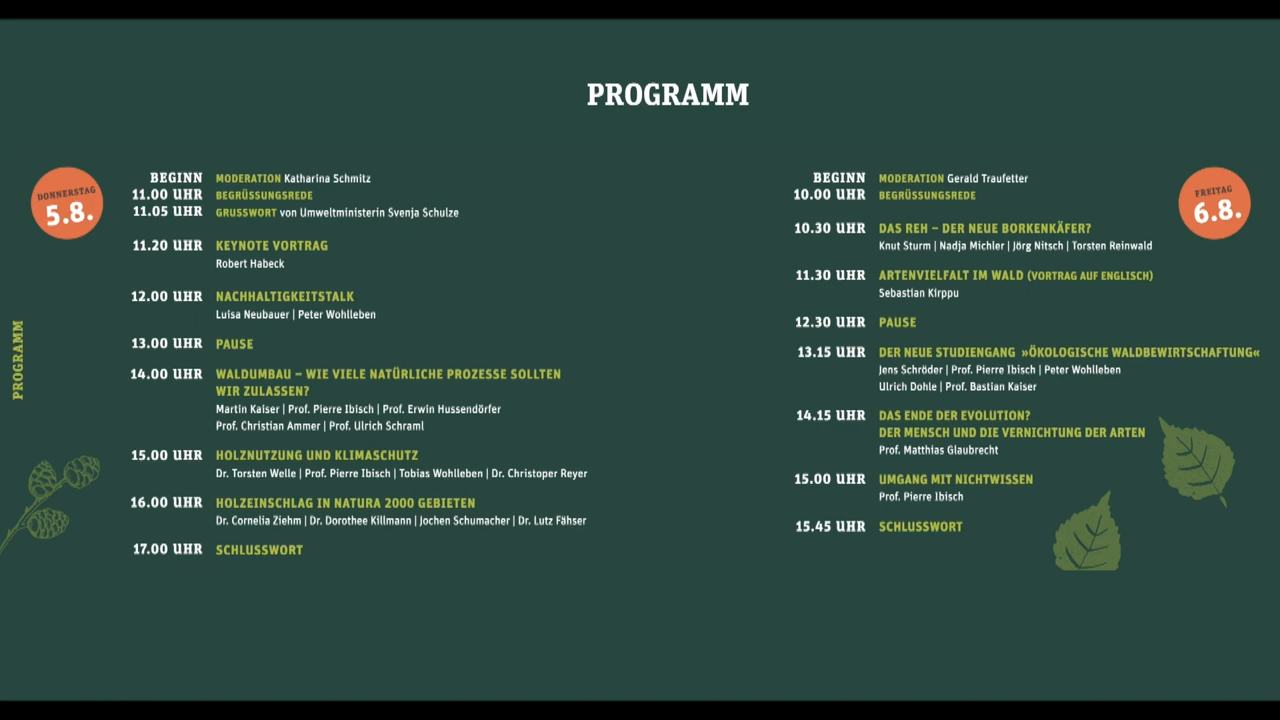 PROGRAMM
PROGRAMM
DONNERSTAG
5.8.
BEGINN MODERATION Katharina Schmitz
11.00 UHR BEGRÜSSUNGSREDE
11.05 UHR GRUSSWORT von Umweltministerin Svenja Schulze
11.20 UHR KEYNOTE VORTRAG
Robert Habeck
12.00 UHR NACHHALTIGKEITSTALK
Luisa Neubauer | Peter Wohlleben
13.00 UHR PAUSE
14.00 UHR WALDUMBAU – WIE VIELE NATÜRLICHE PROZESSE SOLLTEN
WIR ZULASSEN?
Martin Kaiser | Prof. Pierre Ibisch | Prof. Erwin Hussendörfer
Prof. Christian Ammer | Prof. Ulrich Schraml
15.00 UHR HOLZNUTZUNG UND KLIMASCHUTZ
Dr. Torsten Welle | Prof. Pierre Ibisch | Tobias Wohlleben | Dr. Christoper Reyer
16.00 UHR HOLZEINSCHLAG IN NATURA 2000 GEBIETEN
Dr. Cornelia Ziehm | Dr. Dorothee Killmann | Jochen Schumacher | Dr. Lutz Fähser
17.00 UHR SCHLUSSWORT
FREITAG
6.8.
BEGINN MODERATION Gerald Traufetter
10.00 UHR BEGRÜSSUNGSREDE
10.30 UHR DAS REH – DER NEUE BORKENKÄFER?
Knut Sturm | Nadja Michler | Jörg Nitsch | Torsten Reinwald
11.30 UHR ARTENVIELFALT IM WALD (VORTRAG AUF ENGLISCH)
Sebastian Kirppu
12.30 UHR PAUSE
13.15 UHR DER NEUE STUDIENGANG »ÖKOLOGISCHE WALDBEWIRTSCHAFTUNG«
Jens Schröder | Prof. Pierre Ibisch | Peter Wohlleben
Ulrich Dohle | Prof. Bastian Kaiser
14.15 UHR DAS ENDE DER EVOLUTION?
DER MENSCH UND DIE VERNICHTUNG DER ARTEN
Prof. Matthias Glaubrecht
15.00 UHR UMGANG MIT NICHTWISSEN
Prof. Pierre Ibisch
15.45 UHR SCHLUSSWORT